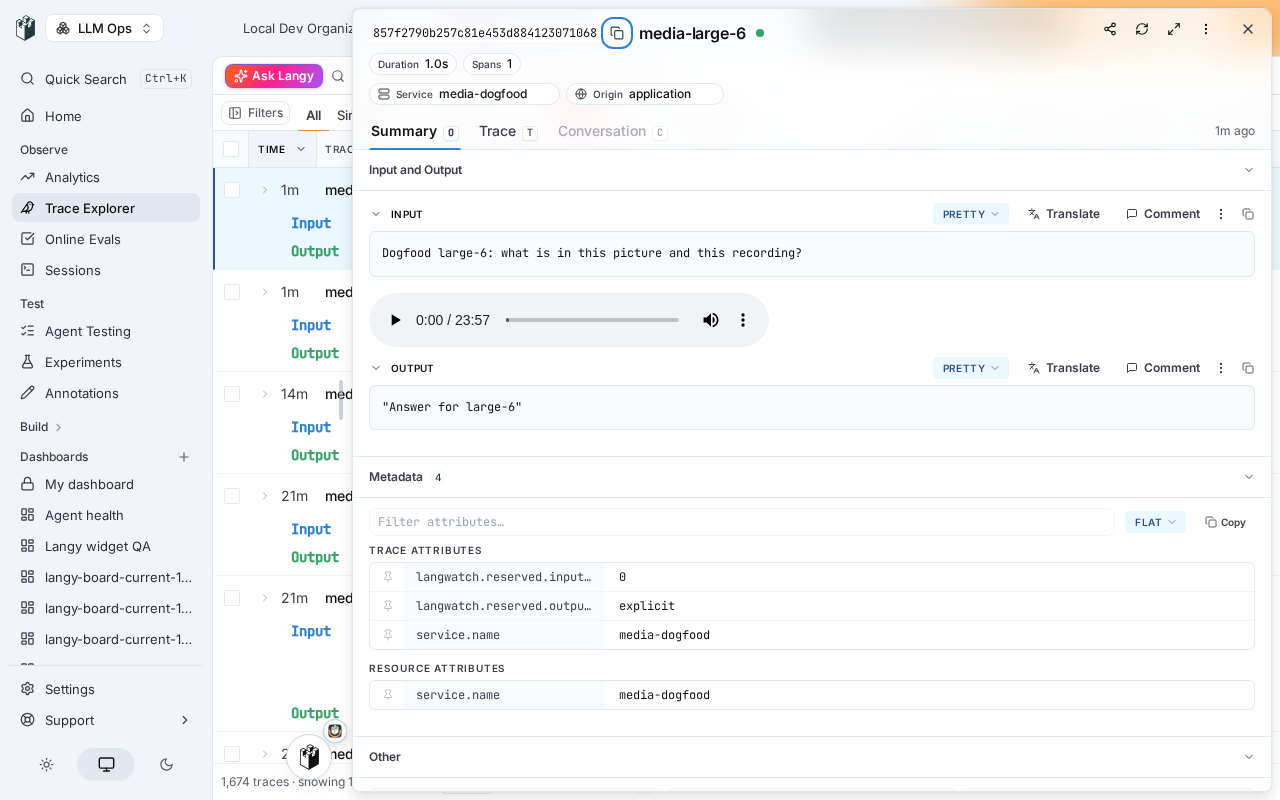 LLM Ops
Local Dev Organiz
Quick Search
Ctrl+K
Home
Observe
Analytics
Trace Explorer
Online Evals
Sessions
Test
Agent Testing
Experiments
Annotations
Build
Dashboards
My dashboard
Agent health
Langy widget QA
langy-board-current-1...
langy-board-current-1...
langy-board-current-1...
Settings
Support
Ask Langy
Filters
All
TIME
TRAC
1m med
Input
Output
1m med
Input
Output
14m med
Input
Output
21m med
Input
Output
21m med
Input
Output
med
1,674 traces · showing 1
857f2790b257c81e453d884123071068
media-large-6
Duration 1.0s
Spans 1
Service media-dogfood
Origin application
Summary O
Trace T
Conversation C
1m ago
Input and Output
INPUT
PRETTY
Translate
Comment
Dogfood large-6: what is in this picture and this recording?
0:00 / 23:57
OUTPUT
PRETTY
Translate
Comment
"Answer for large-6"
Metadata 4
Filter attributes…
FLAT
Copy
TRACE ATTRIBUTES
langwatch.reserved.input… 0
langwatch.reserved.outpu… explicit
service.name media-dogfood
RESOURCE ATTRIBUTES
service.name media-dogfood
Other